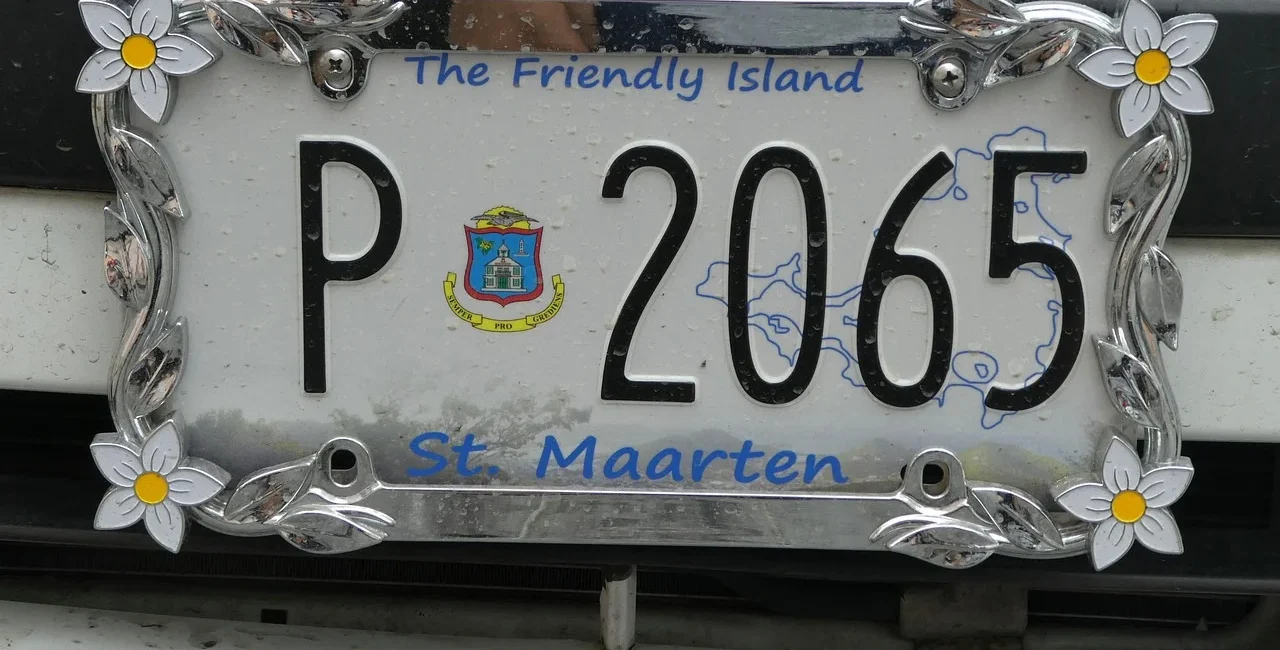 The Friendly Island
P 2065
SEMPER PRO GREDIENS
St. Maarten